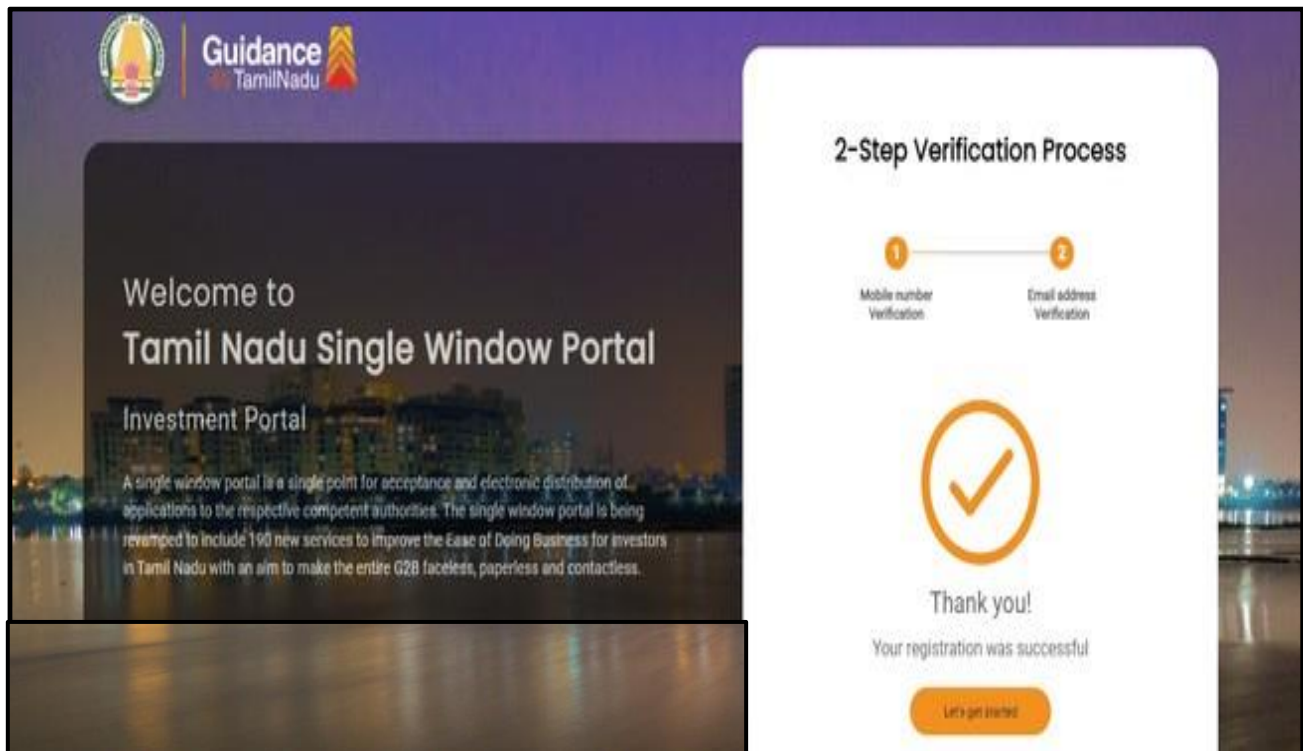 Guidance
TamilNadu
Welcome to
Tamil Nadu Single Window Portal
Investment Portal
A single window portal is a single point for acceptance and electronic distribution of
applications to the respective competent authorities. The single window portal is being
revamped to include 190 new services to improve the Ease of Doing Business for investors
in Tamil Nadu with an aim to make the entire G2B faceless, paperless and contactless.
2-Step Verification Process
1
2
Mobile number
Verification
Email address
Verification
Thank you!
Your registration was successful
Let's get started